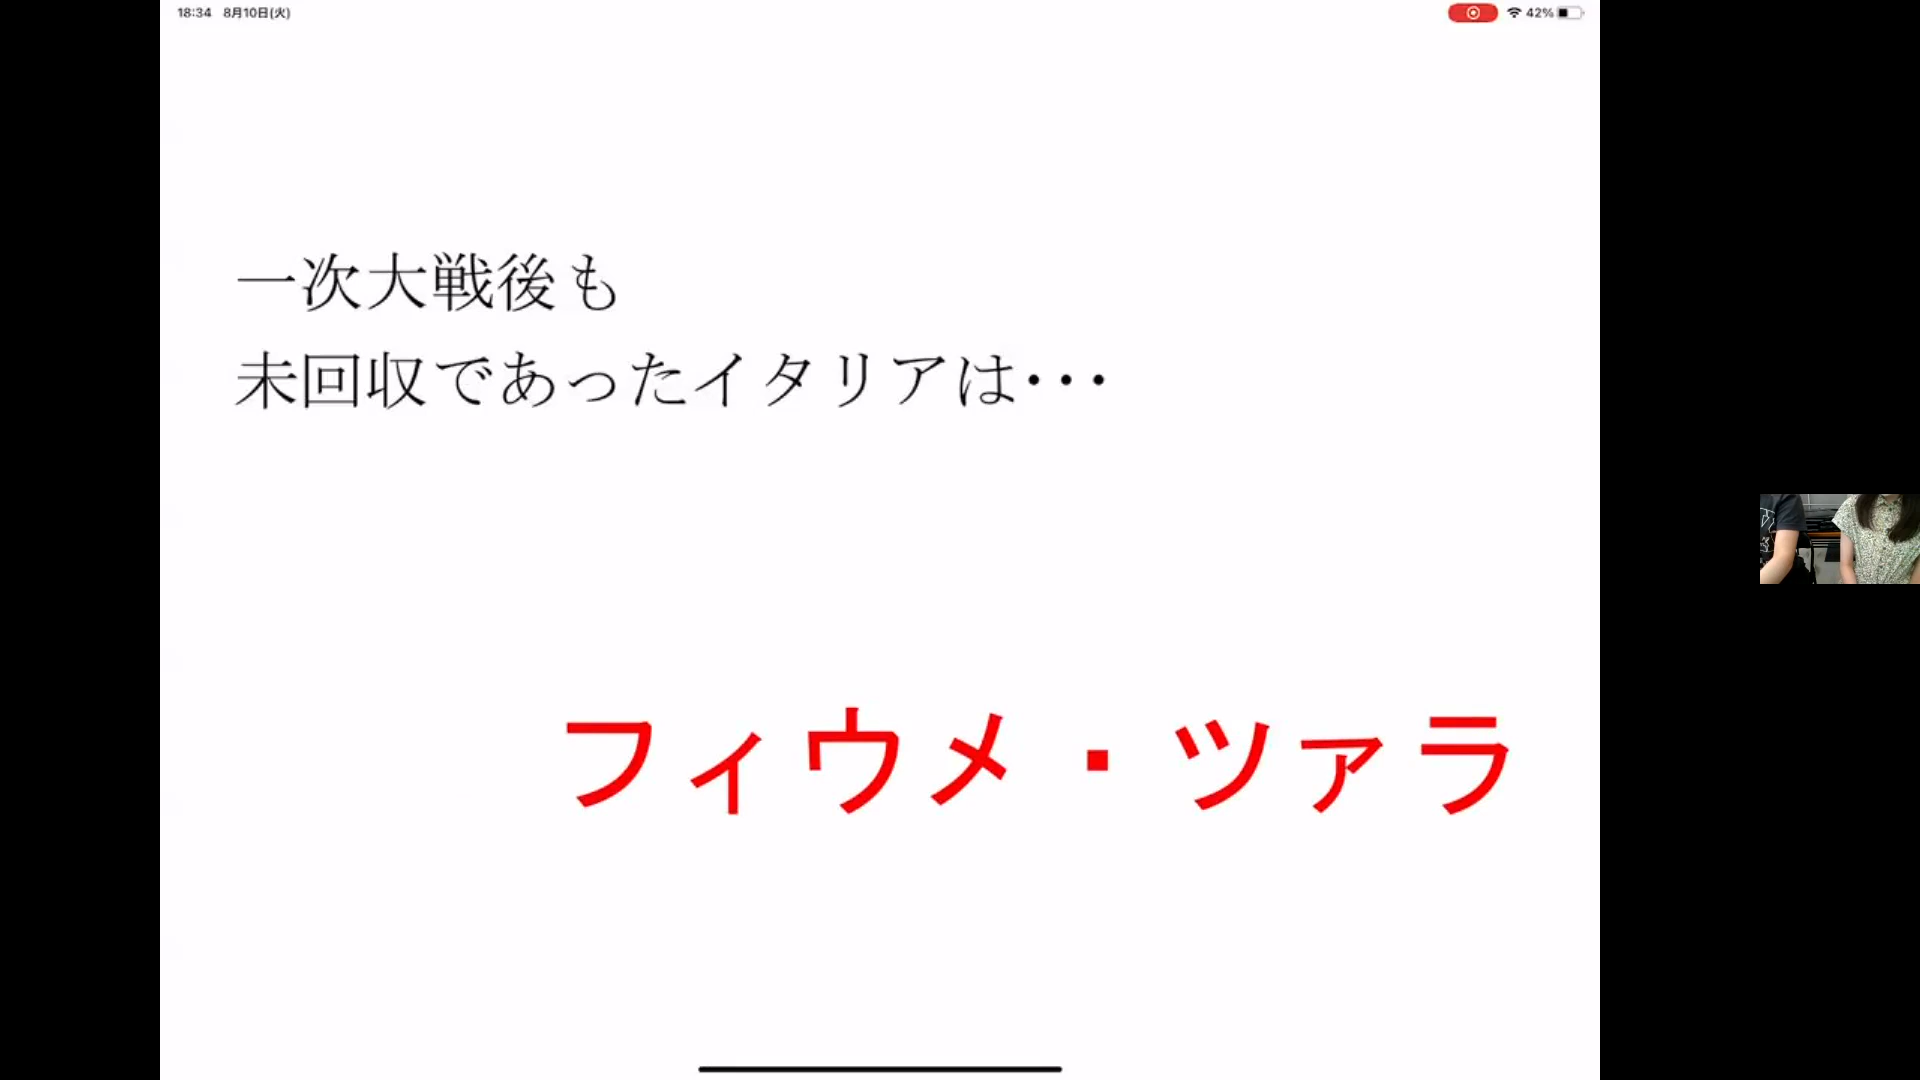 18:34 8月10日(火)
42%
一次大戦後も
未回収であったイタリアは･･･
フィウメ・ツァラ